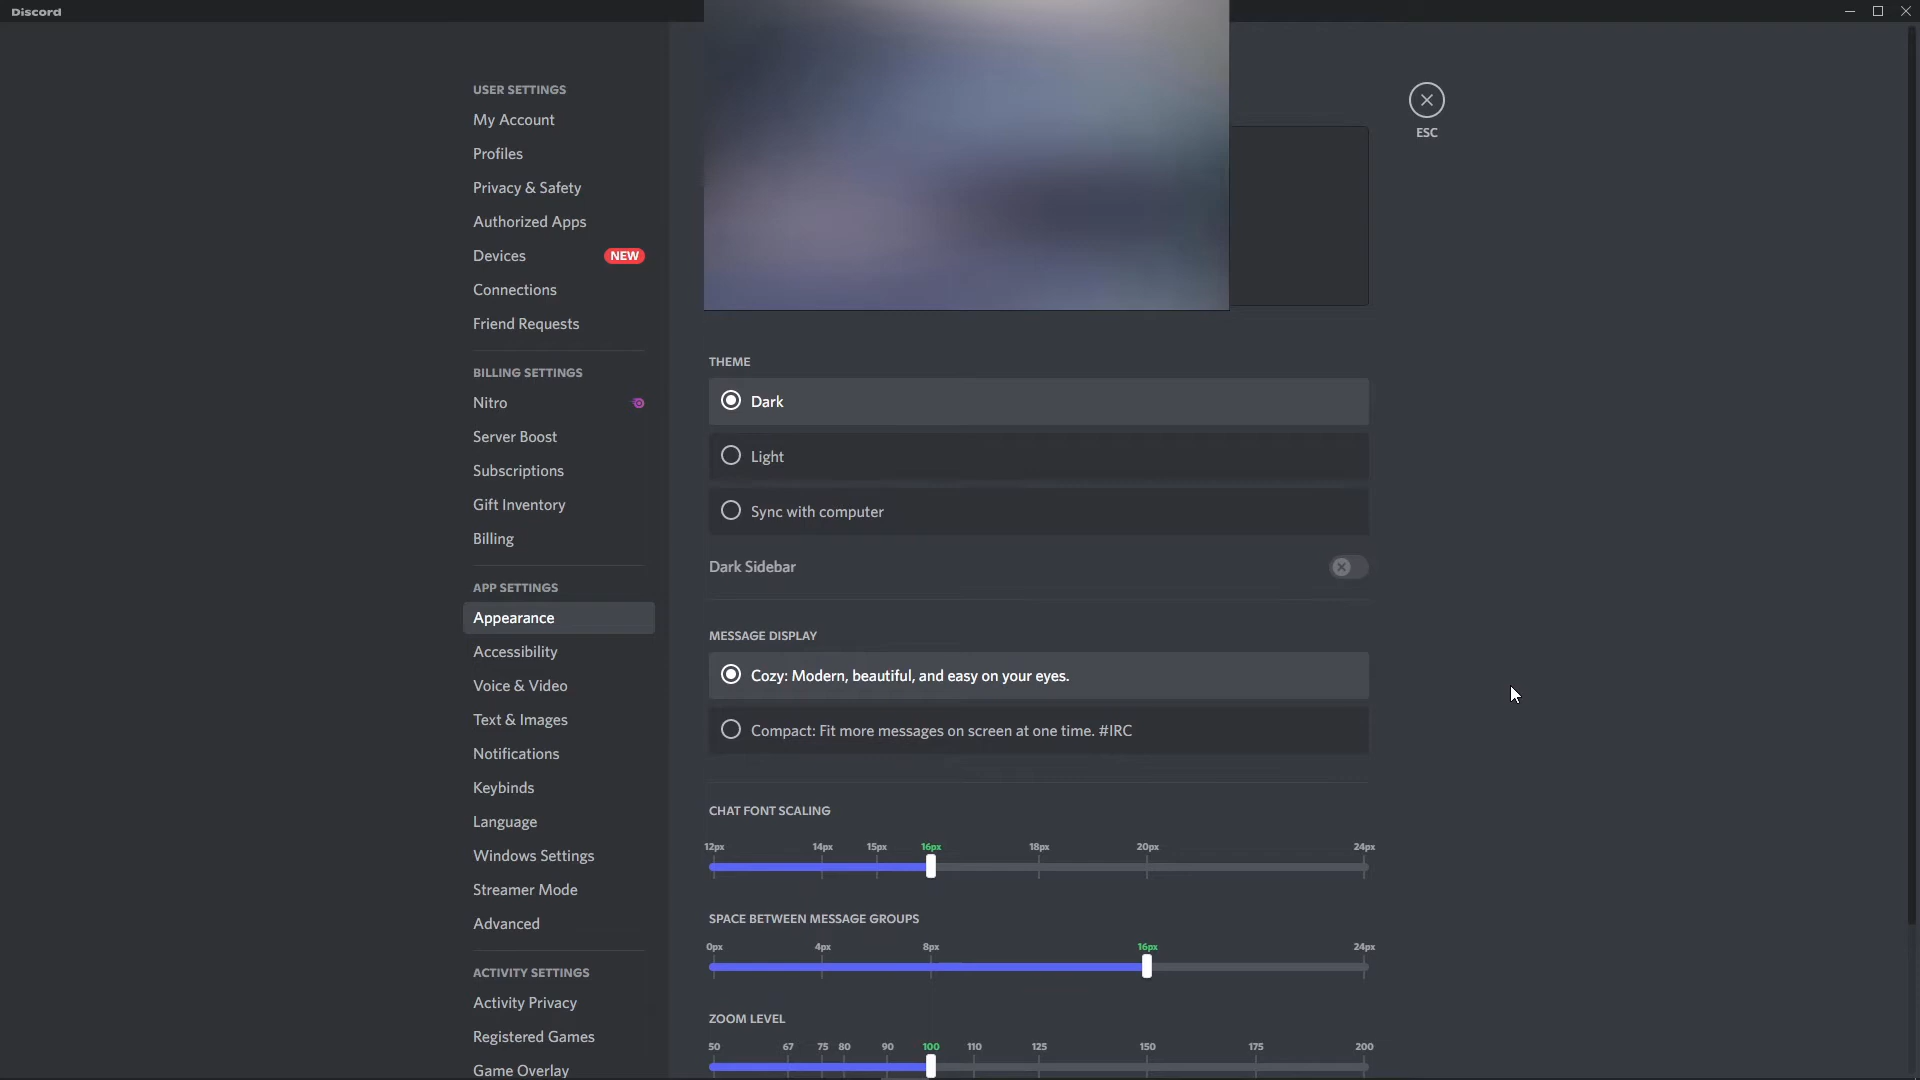 Discord
USER SETTINGS
My Account
Profiles
Privacy & Safety
Authorized Apps
Devices NEW
Connections
Friend Requests
BILLING SETTINGS
Nitro
Server Boost
Subscriptions
Gift Inventory
Billing
APP SETTINGS
Appearance
Accessibility
Voice & Video
Text & Images
Notifications
Keybinds
Language
Windows Settings
Streamer Mode
Advanced
ACTIVITY SETTINGS
Activity Privacy
Registered Games
Game Overlay
ESC
THEME
Dark
Light
Sync with computer
Dark Sidebar
MESSAGE DISPLAY
Cozy: Modern, beautiful, and easy on your eyes.
Compact: Fit more messages on screen at one time. #IRC
CHAT FONT SCALING
12px 14px 15px 16px 18px 20px 24px
SPACE BETWEEN MESSAGE GROUPS
0px 4px 8px 16px 24px
ZOOM LEVEL
50 67 75 80 90 100 110 125 150 175 200